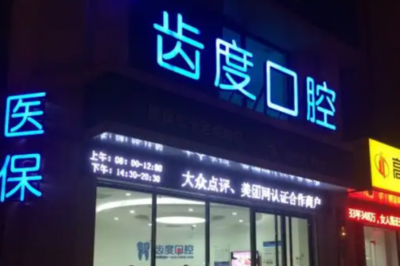 齿度口腔
医保
上午:08:00-12:00
下午:14:30-20:30
大众点评、美团网认证合作商户
齿度口腔
高